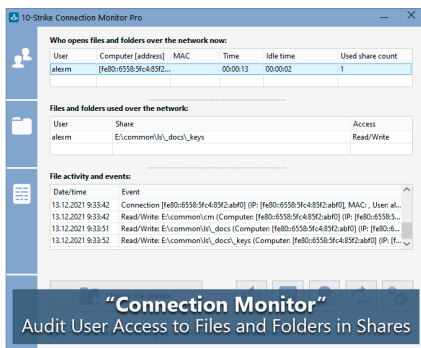 10-Strike Connection Monitor Pro
Who opens files and folders over the network now:
User Computer [address] MAC Time Idle time Used share count
alexm [fe80::6558:5fc4:85f2... 00:00:13 00:00:02 1
Files and folders used over the network:
User Share Access
alexm E:\common\ls\_docs\_keys Read/Write
File activity and events:
Date/time Event
13.12.2021 9:33:42 Connection [fe80::6558:5fc4:85f2:abf0] (IP: [fe80::6558:5fc4:85f2:abf0], MAC: , User: al...
13.12.2021 9:33:42 Read/Write: E:\common\cm (Computer: [fe80::6558:5fc4:85f2:abf0] (IP: [fe80::6558:5...
13.12.2021 9:33:51 Read/Write: E:\common\ls\_docs (Computer: [fe80::6558:5fc4:85f2:abf0] (IP: [fe80::6...
13.12.2021 9:33:52 Read/Write: E:\common\ls\_docs\_keys (Computer: [fe80::6558:5fc4:85f2:abf0] (IP: [f...
“Connection Monitor”
Audit User Access to Files and Folders in Shares